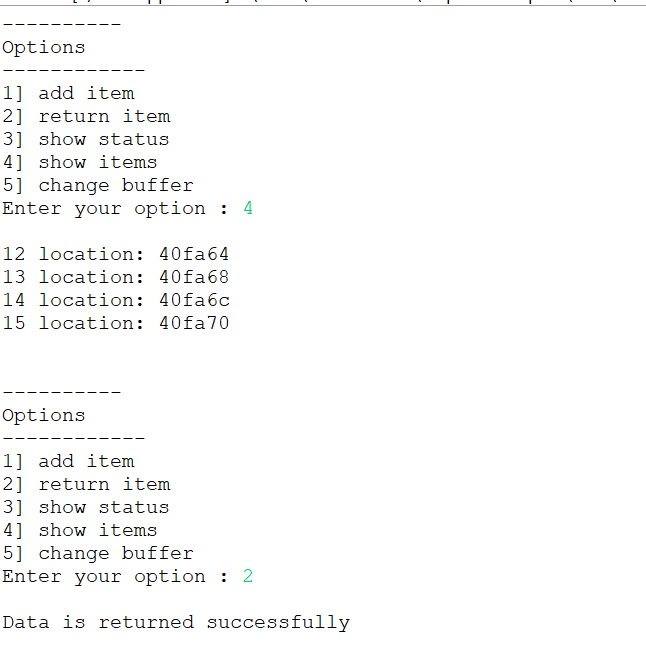 ----------
Options
------------
1] add item
2] return item
3] show status
4] show items
5] change buffer
Enter your option : 4
12 location: 40fa64
13 location: 40fa68
14 location: 40fa6c
15 location: 40fa70
----------
Options
------------
1] add item
2] return item
3] show status
4] show items
5] change buffer
Enter your option : 2
Data is returned successfully